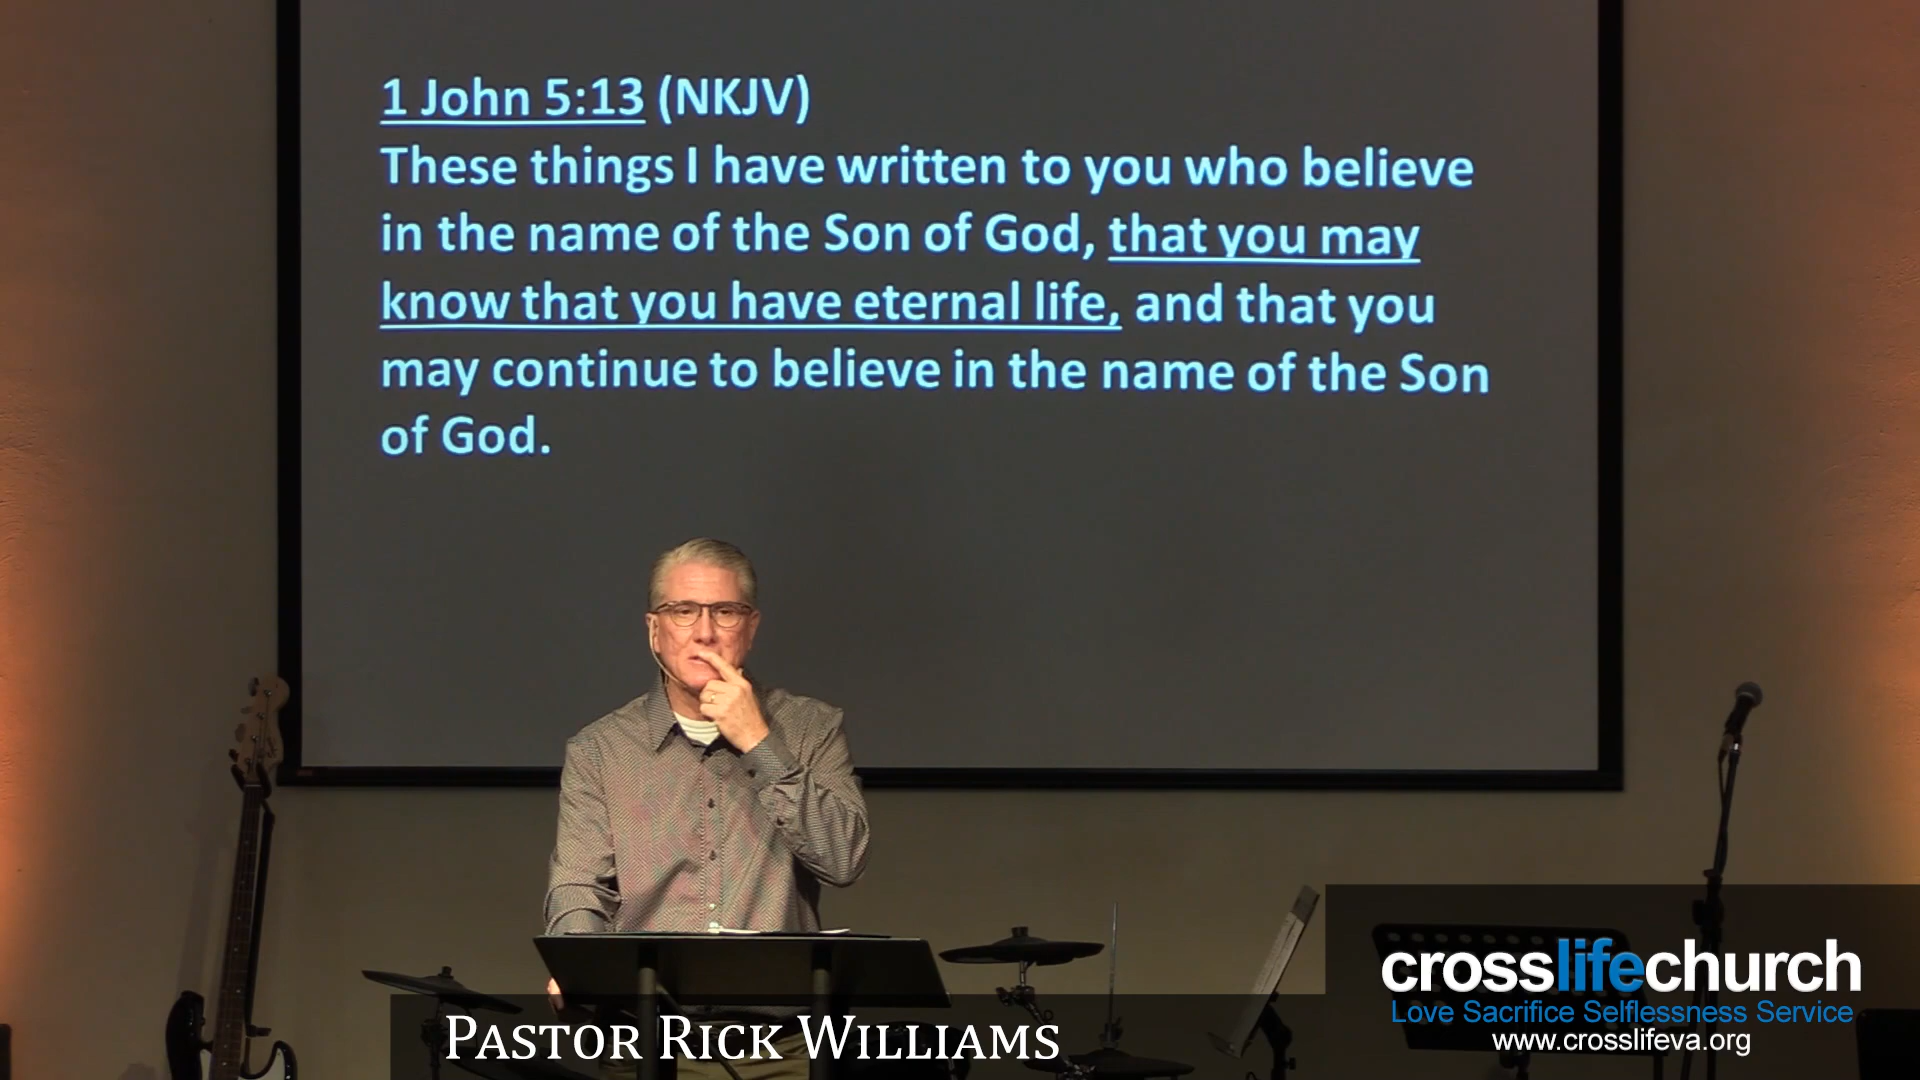 1 John 5:13 (NKJV)
These things I have written to you who believe
in the name of the Son of God, that you may
know that you have eternal life, and that you
may continue to believe in the name of the Son
of God.
PASTOR RICK WILLIAMS
crosslifechurch
Love Sacrifice Selflessness Service
www.crosslifeva.org